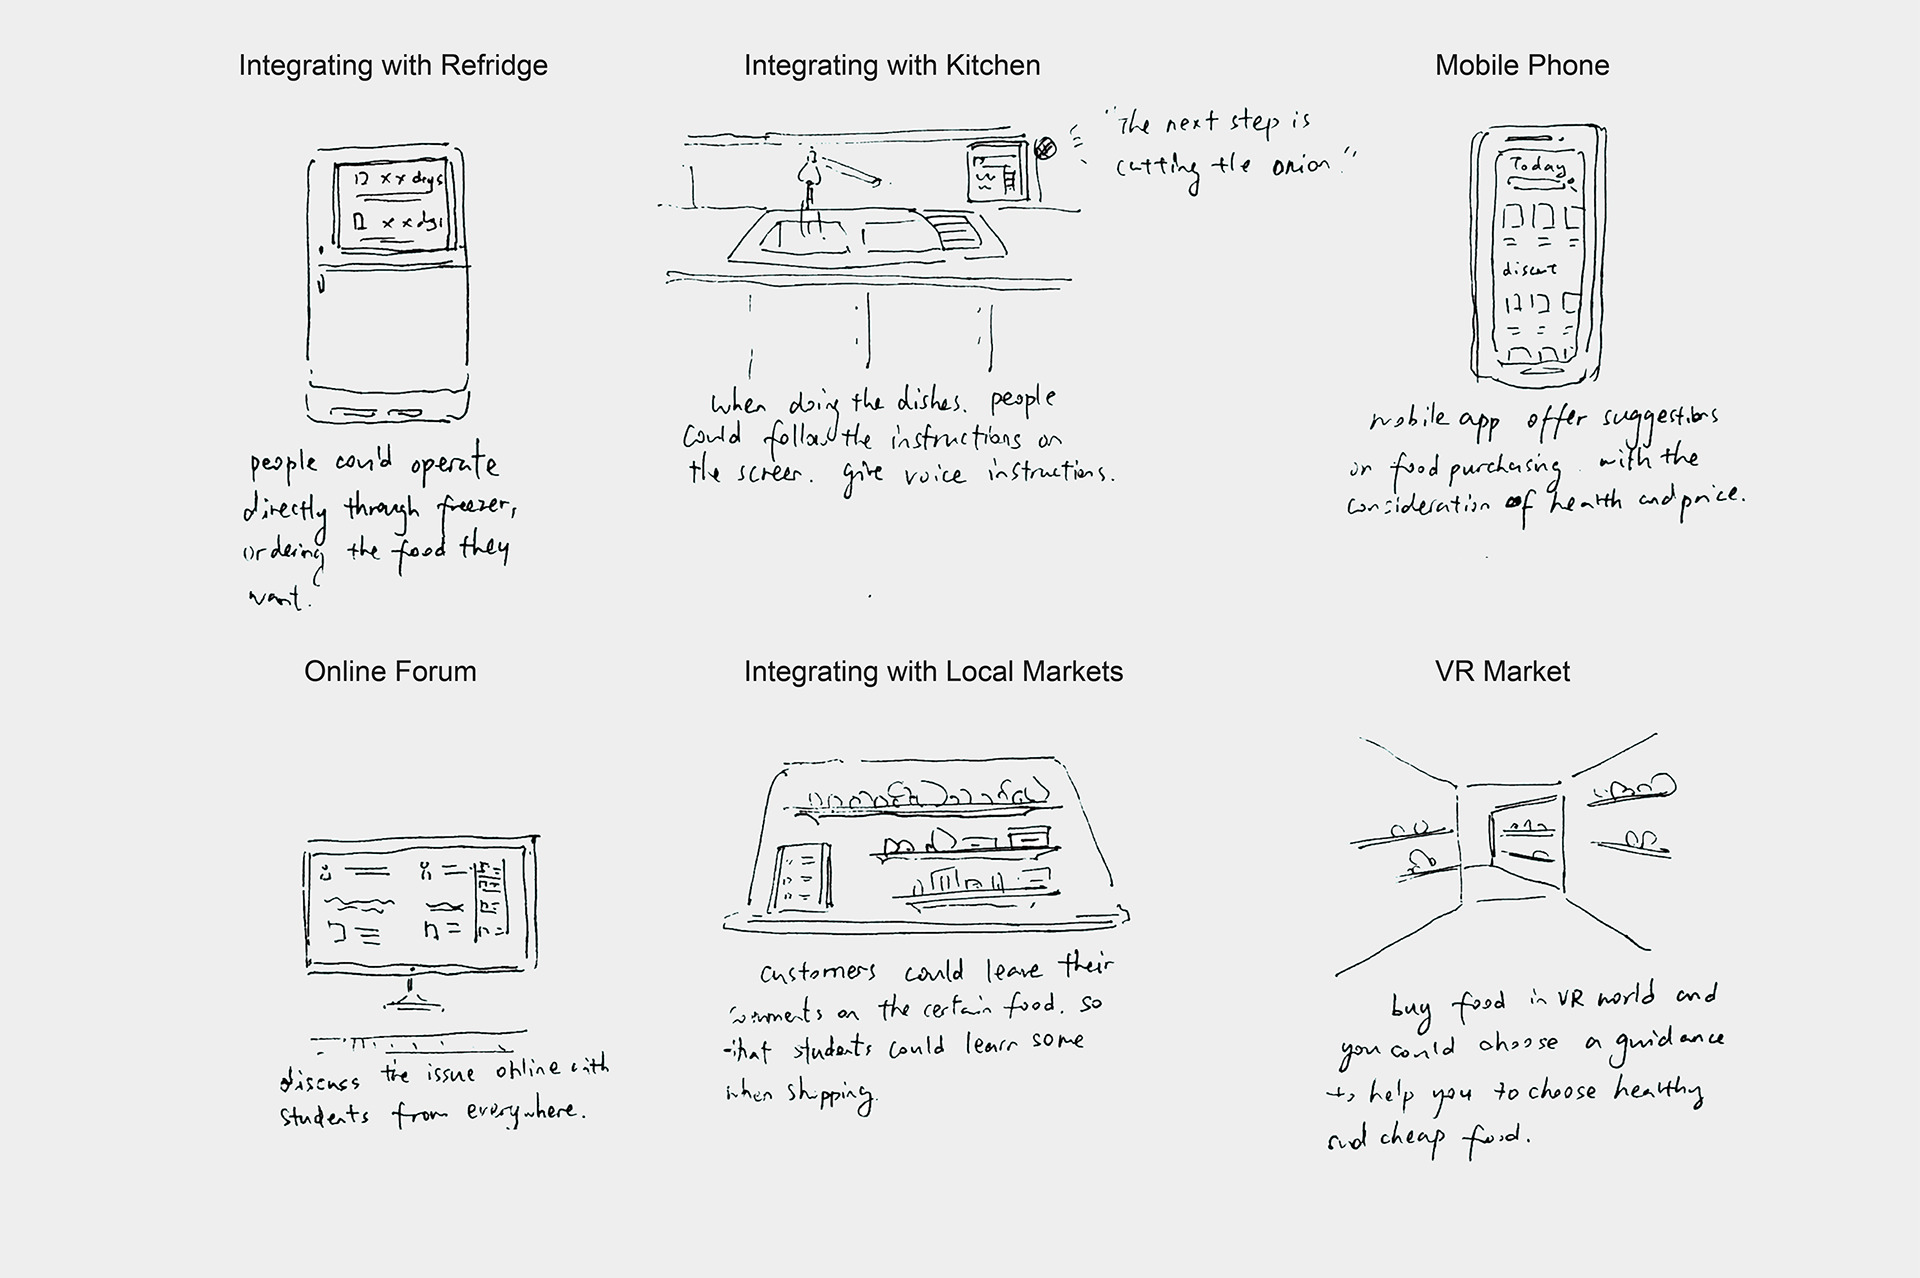 Integrating with Refridge
xx days
xx days
people could operate
directly through freezer,
ordering the food they
want.
Integrating with Kitchen
"The next step is
cutting the onion."
when doing the dishes. people
could follow the instructions on
the screen. give voice instructions.
Mobile Phone
Today
mobile app offer suggestions
on food purchasing with the
consideration of health and price.
Online Forum
discuss the issue online with
students from everywhere.
Integrating with Local Markets
customers could leave their
comments on the certain food. so
that students could learn some
when shipping.
VR Market
buy food in VR world and
you could choose a guidance
to help you to choose healthy
and cheap food.